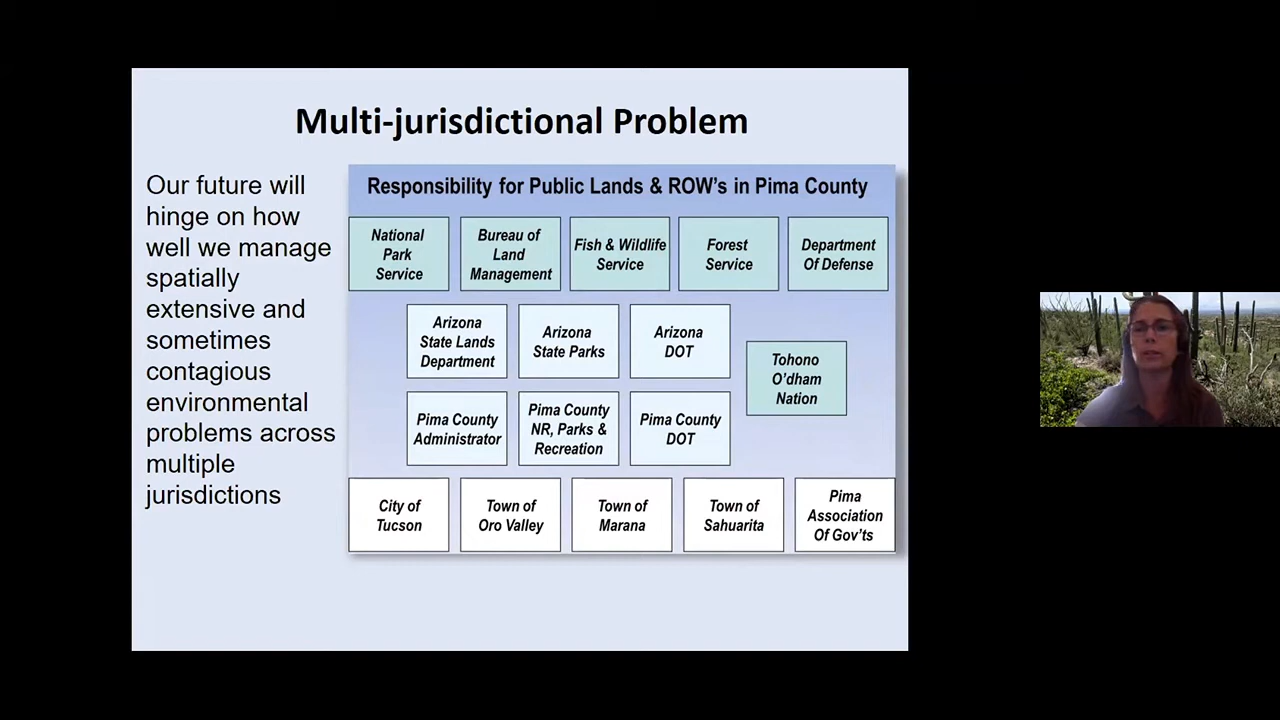 Multi-jurisdictional Problem
Our future will
hinge on how
well we manage
spatially
extensive and
sometimes
contagious
environmental
problems across
multiple
jurisdictions
Responsibility for Public Lands & ROW's in Pima County
National
Park
Service
Bureau of
Land
Management
Fish & Wildlife
Service
Forest
Service
Department
Of Defense
Arizona
State Lands
Department
Arizona
State Parks
Arizona
DOT
Tohono
O'dham
Nation
Pima County
Administrator
Pima County
NR, Parks &
Recreation
Pima County
DOT
City of
Tucson
Town of
Oro Valley
Town of
Marana
Town of
Sahuarita
Pima
Association
Of Gov'ts